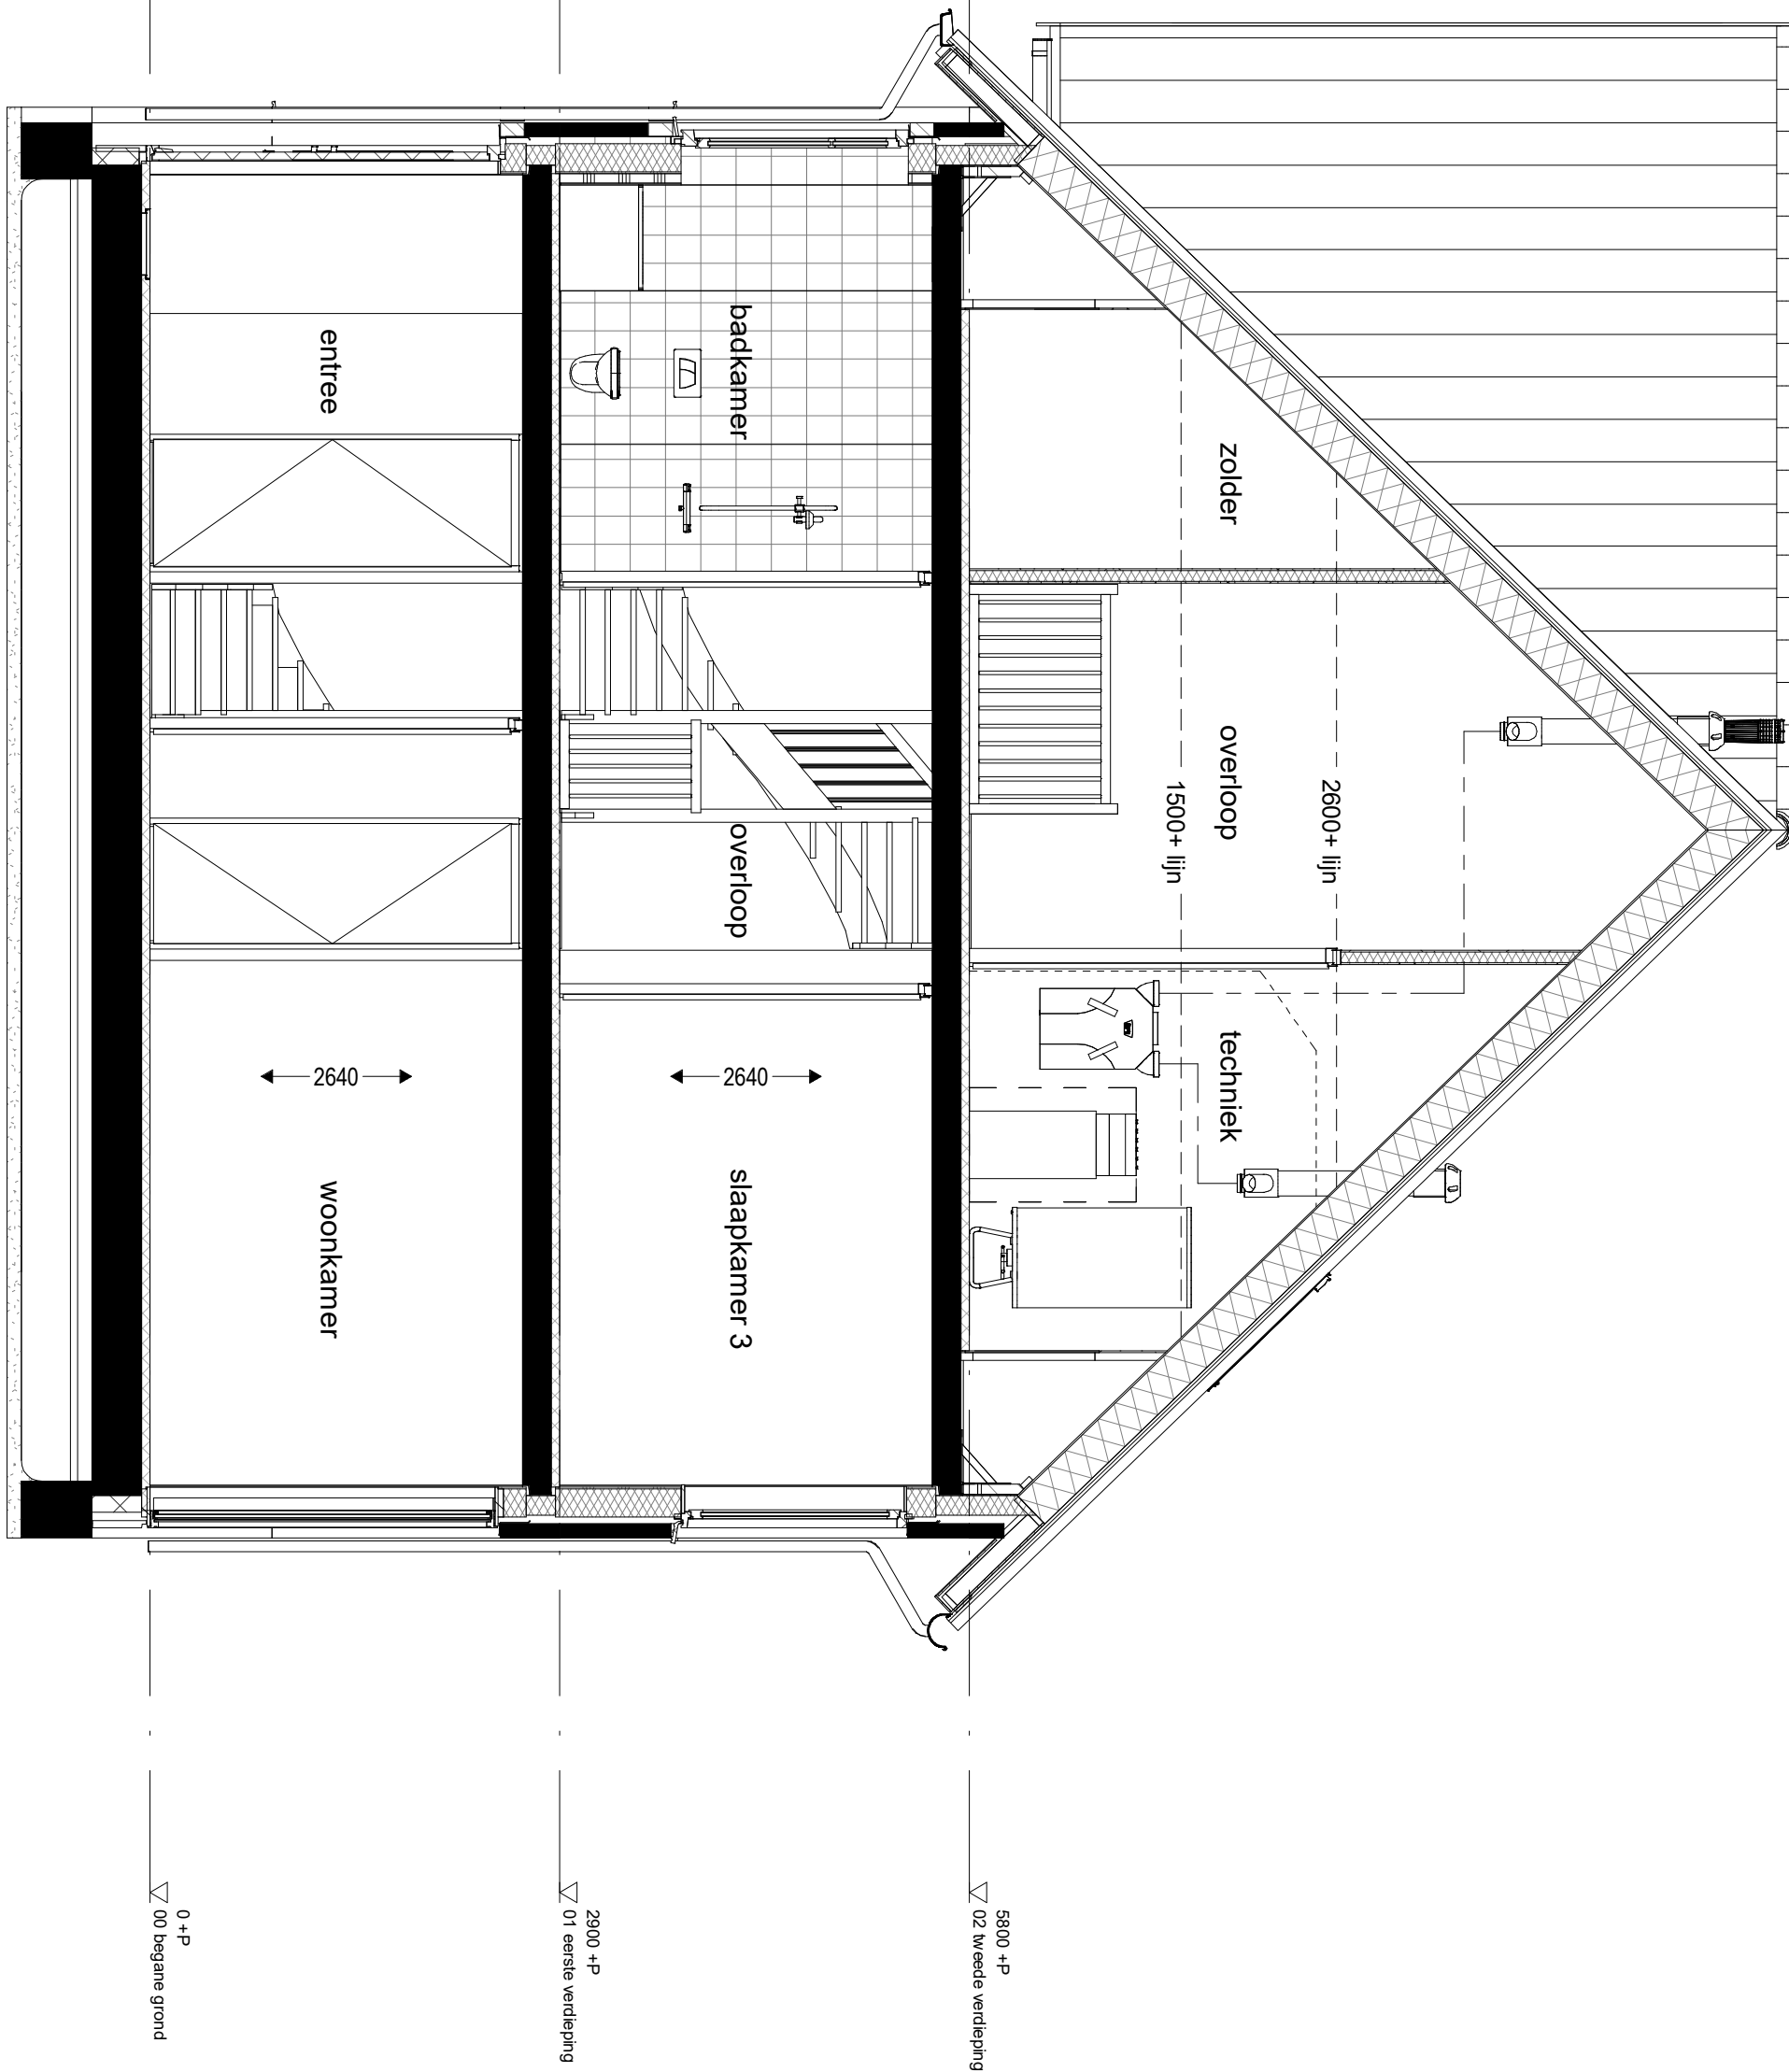 2600+ lijn
1500+ lijn
zolder
overloop
techniek
5800 +P
02 tweede verdieping
badkamer
overloop
2640
slaapkamer 3
2900 +P
01 eerste verdieping
entree
2640
woonkamer
0 +P
00 begane grond